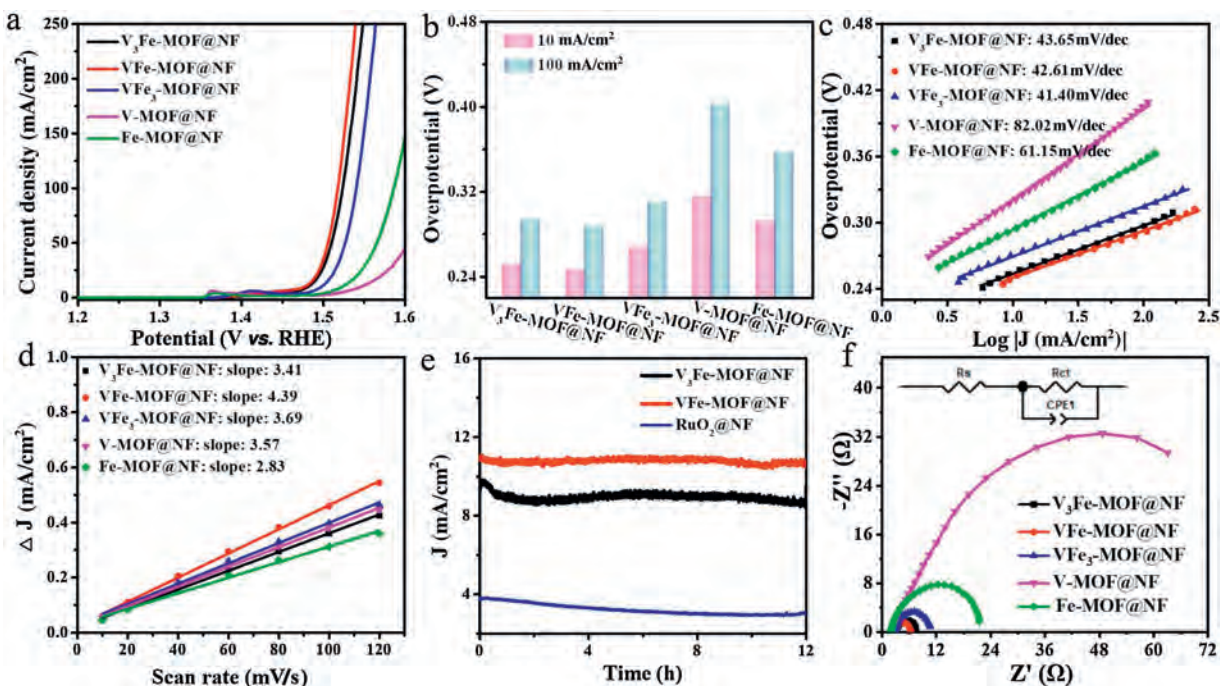 a
250
200
150
100
50
0
Current density (mA/cm²)
V₃Fe-MOF@NF
VFe-MOF@NF
VFe₃-MOF@NF
V-MOF@NF
Fe-MOF@NF
1.2 1.3 1.4 1.5 1.6
Potential (V vs. RHE)
b
0.48
0.40
0.32
0.24
Overpotential (V)
10 mA/cm²
100 mA/cm²
V₃Fe-MOF@NF
VFe-MOF@NF
VFe₃-MOF@NF
V-MOF@NF
Fe-MOF@NF
c
0.48
0.42
0.36
0.30
0.24
Overpotential (V)
V₃Fe-MOF@NF: 43.65mV/dec
VFe-MOF@NF: 42.61mV/dec
VFe₃-MOF@NF: 41.40mV/dec
V-MOF@NF: 82.02mV/dec
Fe-MOF@NF: 61.15mV/dec
0.0 0.5 1.0 1.5 2.0 2.5
Log |J (mA/cm²)|
d
1.0
0.8
0.6
0.4
0.2
0.0
Δ J (mA/cm²)
V₃Fe-MOF@NF: slope: 3.41
VFe-MOF@NF: slope: 4.39
VFe₃-MOF@NF: slope: 3.69
V-MOF@NF: slope: 3.57
Fe-MOF@NF: slope: 2.83
0 20 40 60 80 100 120
Scan rate (mV/s)
e
16
12
8
4
J (mA/cm²)
V₃Fe-MOF@NF
VFe-MOF@NF
RuO₂@NF
0 4 8 12
Time (h)
f
40
32
24
16
8
0
-Z'' (Ω)
Rs
Rct
CPE1
V₃Fe-MOF@NF
VFe-MOF@NF
VFe₃-MOF@NF
V-MOF@NF
Fe-MOF@NF
0 12 24 36 48 60 72
Z' (Ω)